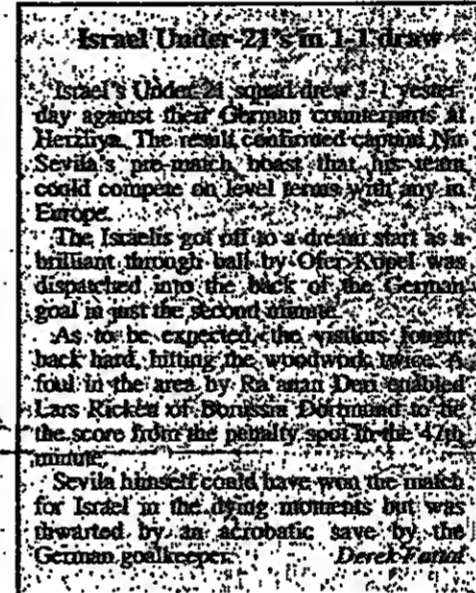 Israel Under-21's in 1-1 draw
Israel's Under 21 squad drew 1-1 yester-
day against their German counterparts at
Herzliya. The result confirmed captain Nir
Sevila's pre-match boast that his team
could compete on level terms with any in
Europe.
The Israelis got off to a dream start as a
brilliant through ball by Ofer Kopel was
dispatched into the back of the German
goal in just the second minute.
As to be expected, the visitors fought
back hard, hitting the woodwork twice. A
foul in the area by Ra'anan Deri enabled
Lars Ricken of Borussia Dortmund to tie
the score from the penalty spot in the 47th
minute.
Sevila himself could have won the match
for Israel in the dying moments but was
thwarted by an acrobatic save by the
German goalkeeper. Derek Fattal